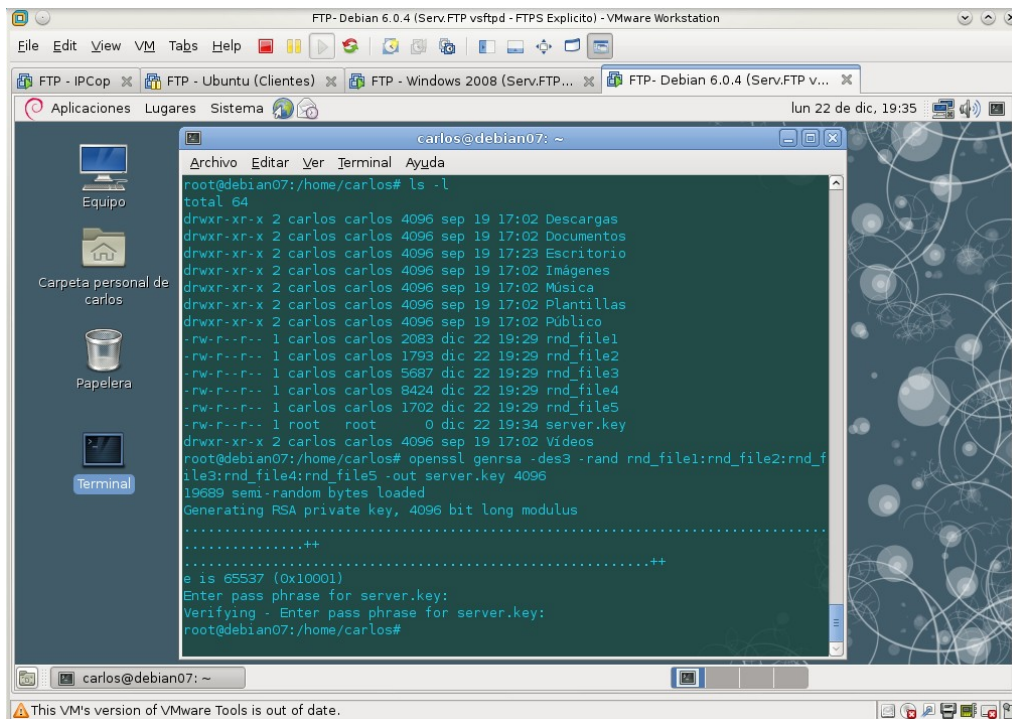 FTP- Debian 6.0.4 (Serv.FTP vsftpd - FTPS Explicito) - VMware Workstation
File Edit View VM Tabs Help
FTP - IPCop FTP - Ubuntu (Clientes) FTP - Windows 2008 (Serv.FTP... FTP- Debian 6.0.4 (Serv.FTP v...
Aplicaciones Lugares Sistema lun 22 de dic, 19:35
carlos@debian07: ~
Archivo Editar Ver Terminal Ayuda
Equipo
Carpeta personal de
carlos
Papelera
Terminal
root@debian07:/home/carlos# ls -l
total 64
drwxr-xr-x 2 carlos carlos 4096 sep 19 17:02 Descargas
drwxr-xr-x 2 carlos carlos 4096 sep 19 17:02 Documentos
drwxr-xr-x 2 carlos carlos 4096 sep 19 17:23 Escritorio
drwxr-xr-x 2 carlos carlos 4096 sep 19 17:02 Imágenes
drwxr-xr-x 2 carlos carlos 4096 sep 19 17:02 Música
drwxr-xr-x 2 carlos carlos 4096 sep 19 17:02 Plantillas
drwxr-xr-x 2 carlos carlos 4096 sep 19 17:02 Público
-rw-r--r-- 1 carlos carlos 2083 dic 22 19:29 rnd_file1
-rw-r--r-- 1 carlos carlos 1793 dic 22 19:29 rnd_file2
-rw-r--r-- 1 carlos carlos 5687 dic 22 19:29 rnd_file3
-rw-r--r-- 1 carlos carlos 8424 dic 22 19:29 rnd_file4
-rw-r--r-- 1 carlos carlos 1702 dic 22 19:29 rnd_file5
-rw-r--r-- 1 root root 0 dic 22 19:34 server.key
drwxr-xr-x 2 carlos carlos 4096 sep 19 17:02 Vídeos
root@debian07:/home/carlos# openssl genrsa -des3 -rand rnd_file1:rnd_file2:rnd_f
ile3:rnd_file4:rnd_file5 -out server.key 4096
19689 semi-random bytes loaded
Generating RSA private key, 4096 bit long modulus
................................................................................
...............++
...........................................................++
e is 65537 (0x10001)
Enter pass phrase for server.key:
Verifying - Enter pass phrase for server.key:
root@debian07:/home/carlos#
carlos@debian07: ~
This VM's version of VMware Tools is out of date.